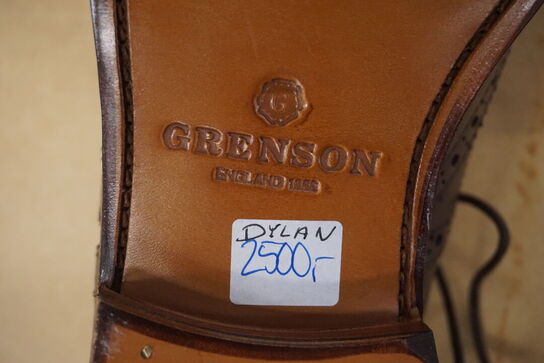 G
GRENSON
ENGLAND 1866
DYLAN
2500,-